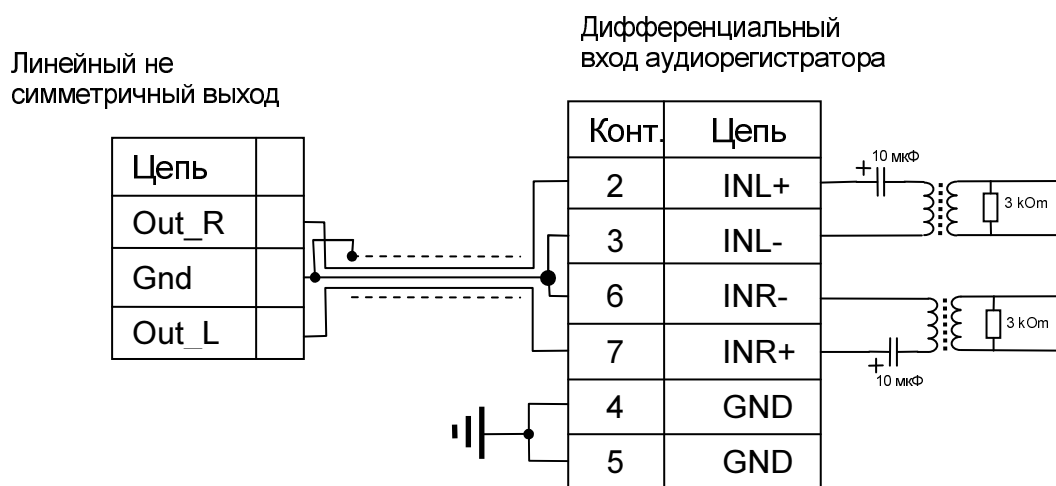 Дифференциальный
вход аудиорегистратора
Линейный не
симметричный выход
Цепь
Out_R
Gnd
Out_L
Конт. Цепь
2 INL+
3 INL-
6 INR-
7 INR+
4 GND
5 GND
+ 10 мкФ
3 kOm
3 kOm
+ 10 мкФ